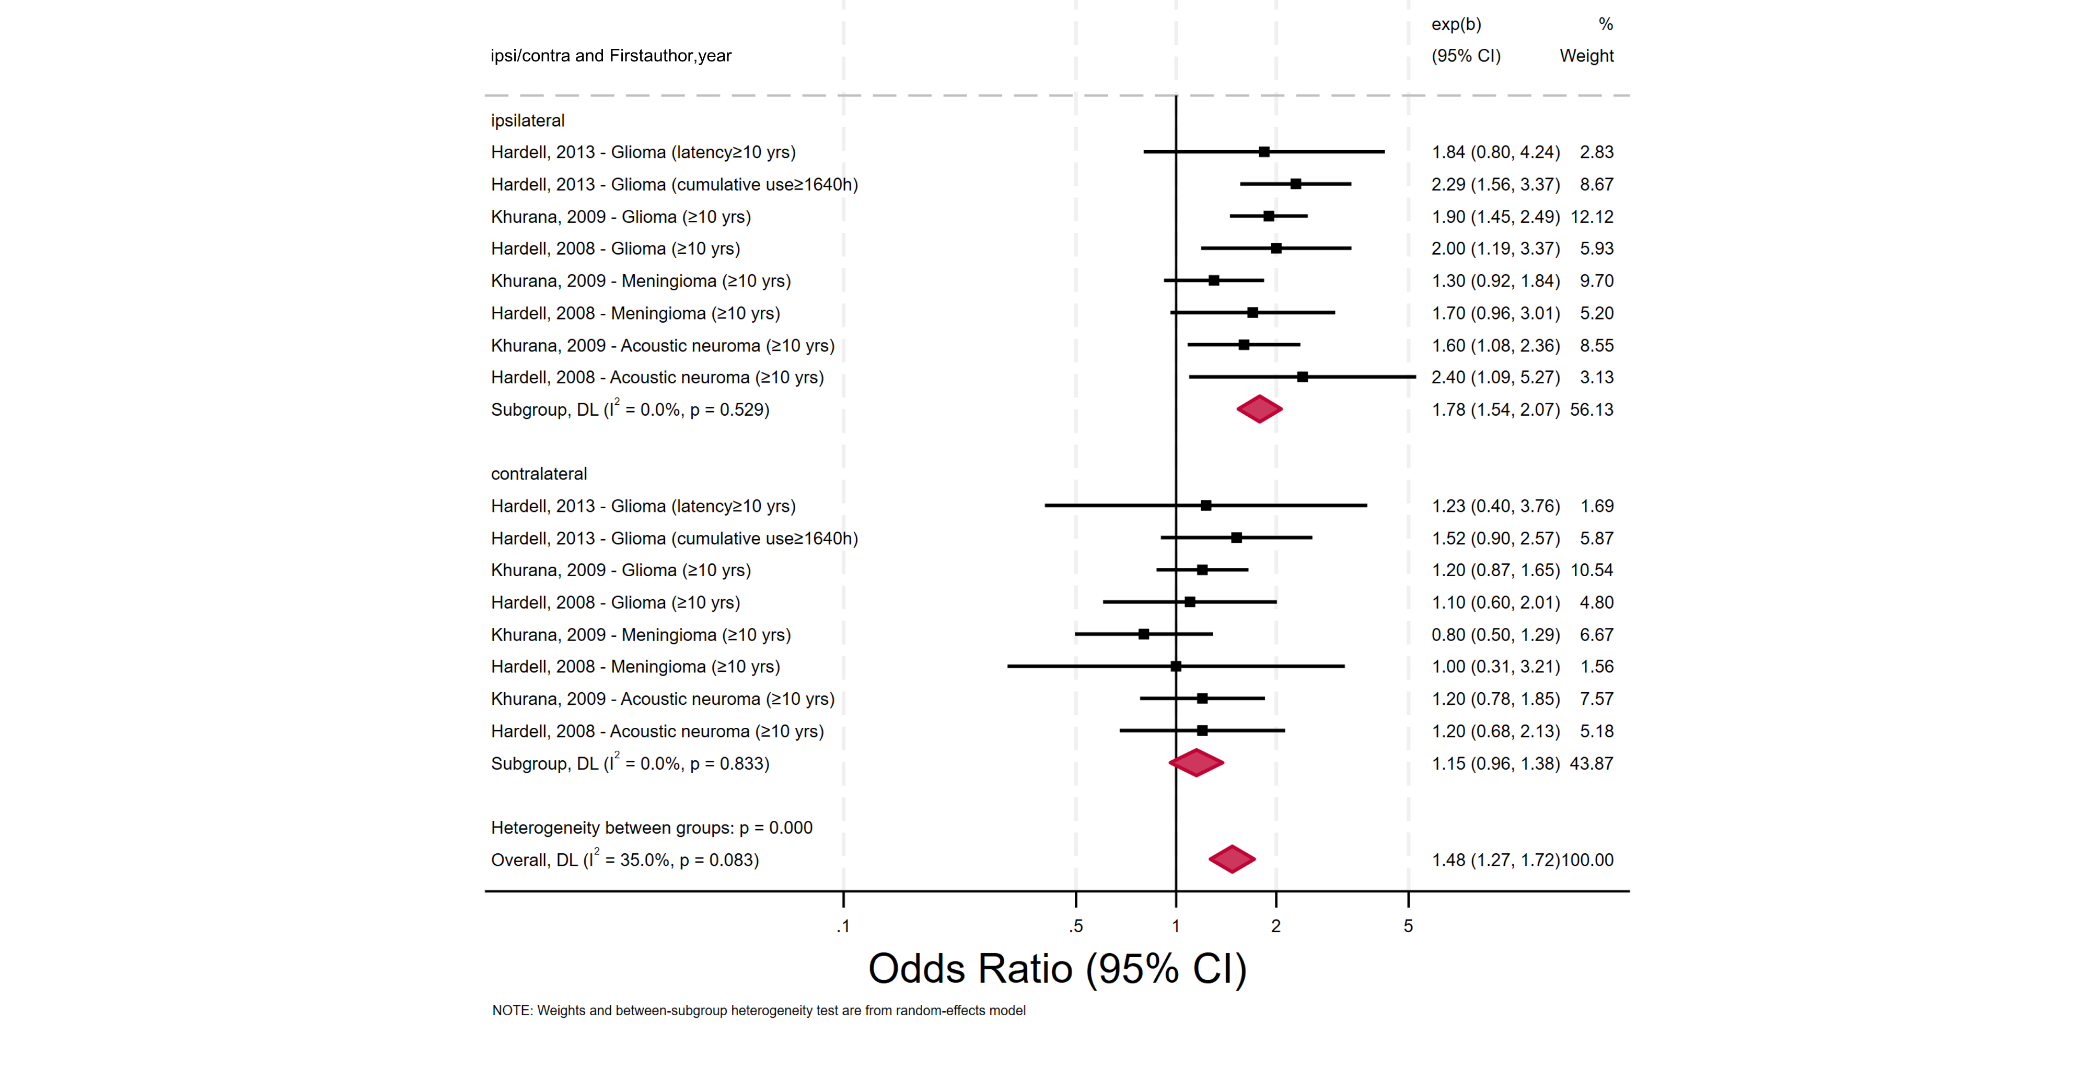 exp(b) %
ipsi/contra and Firstauthor,year (95% CI) Weight
ipsilateral
Hardell, 2013 - Glioma (latency≥10 yrs) 1.84 (0.80, 4.24) 2.83
Hardell, 2013 - Glioma (cumulative use≥1640h) 2.29 (1.56, 3.37) 8.67
Khurana, 2009 - Glioma (≥10 yrs) 1.90 (1.45, 2.49) 12.12
Hardell, 2008 - Glioma (≥10 yrs) 2.00 (1.19, 3.37) 5.93
Khurana, 2009 - Meningioma (≥10 yrs) 1.30 (0.92, 1.84) 9.70
Hardell, 2008 - Meningioma (≥10 yrs) 1.70 (0.96, 3.01) 5.20
Khurana, 2009 - Acoustic neuroma (≥10 yrs) 1.60 (1.08, 2.36) 8.55
Hardell, 2008 - Acoustic neuroma (≥10 yrs) 2.40 (1.09, 5.27) 3.13
Subgroup, DL (I² = 0.0%, p = 0.529) 1.78 (1.54, 2.07) 56.13
contralateral
Hardell, 2013 - Glioma (latency≥10 yrs) 1.23 (0.40, 3.76) 1.69
Hardell, 2013 - Glioma (cumulative use≥1640h) 1.52 (0.90, 2.57) 5.87
Khurana, 2009 - Glioma (≥10 yrs) 1.20 (0.87, 1.65) 10.54
Hardell, 2008 - Glioma (≥10 yrs) 1.10 (0.60, 2.01) 4.80
Khurana, 2009 - Meningioma (≥10 yrs) 0.80 (0.50, 1.29) 6.67
Hardell, 2008 - Meningioma (≥10 yrs) 1.00 (0.31, 3.21) 1.56
Khurana, 2009 - Acoustic neuroma (≥10 yrs) 1.20 (0.78, 1.85) 7.57
Hardell, 2008 - Acoustic neuroma (≥10 yrs) 1.20 (0.68, 2.13) 5.18
Subgroup, DL (I² = 0.0%, p = 0.833) 1.15 (0.96, 1.38) 43.87
Heterogeneity between groups: p = 0.000
Overall, DL (I² = 35.0%, p = 0.083) 1.48 (1.27, 1.72)100.00
.1 .5 1 2 5
Odds Ratio (95% CI)
NOTE: Weights and between-subgroup heterogeneity test are from random-effects model